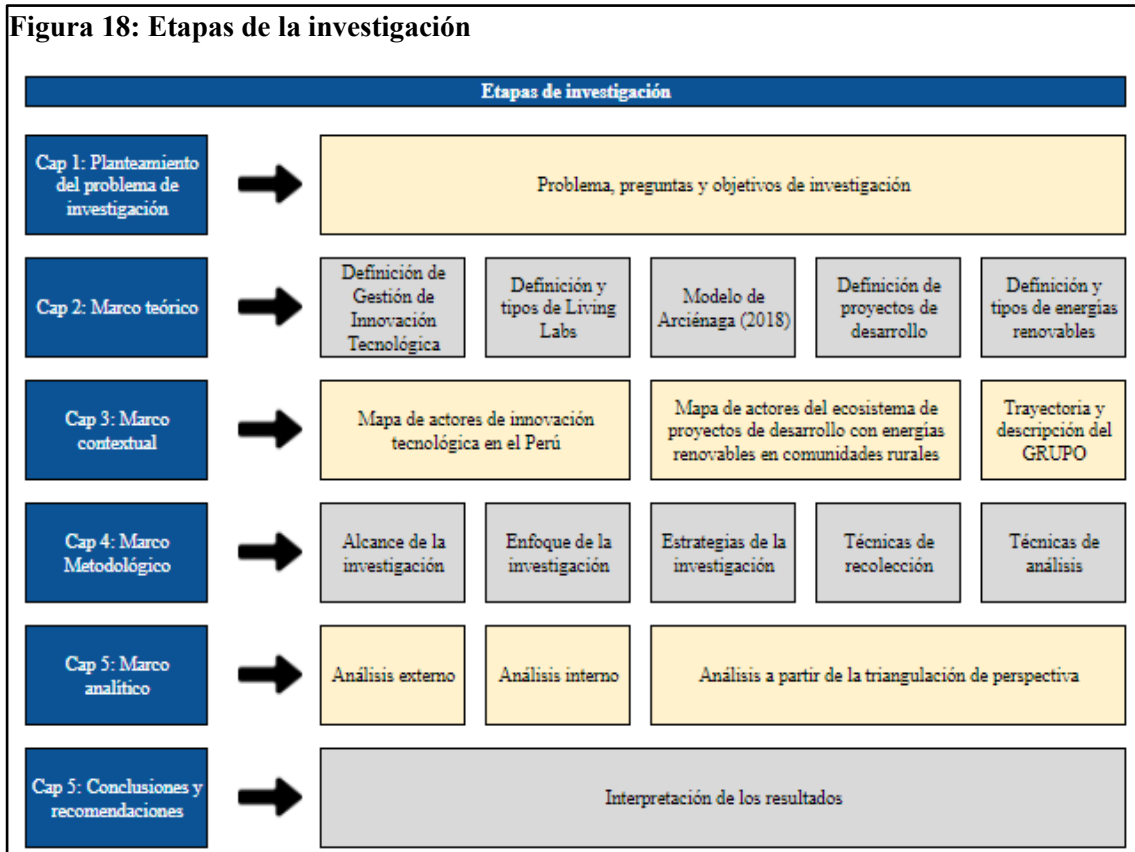 Figura 18: Etapas de la investigación
Etapas de investigación
Cap 1: Planteamiento
del problema de
investigación
Problema, preguntas y objetivos de investigación
Cap 2: Marco teórico
Definición de
Gestión de
Innovación
Tecnológica
Definición y
tipos de Living
Labs
Modelo de
Arciénaga (2018)
Definición de
proyectos de
desarrollo
Definición y
tipos de energías
renovables
Cap 3: Marco
contextual
Mapa de actores de innovación
tecnológica en el Perú
Mapa de actores del ecosistema de
proyectos de desarrollo con energías
renovables en comunidades rurales
Trayectoria y
descripción del
GRUPO
Cap 4: Marco
Metodológico
Alcance de la
investigación
Enfoque de la
investigación
Estrategias de la
investigación
Técnicas de
recolección
Técnicas de
análisis
Cap 5: Marco
analítico
Análisis externo
Análisis interno
Análisis a partir de la triangulación de perspectiva
Cap 5: Conclusiones y
recomendaciones
Interpretación de los resultados